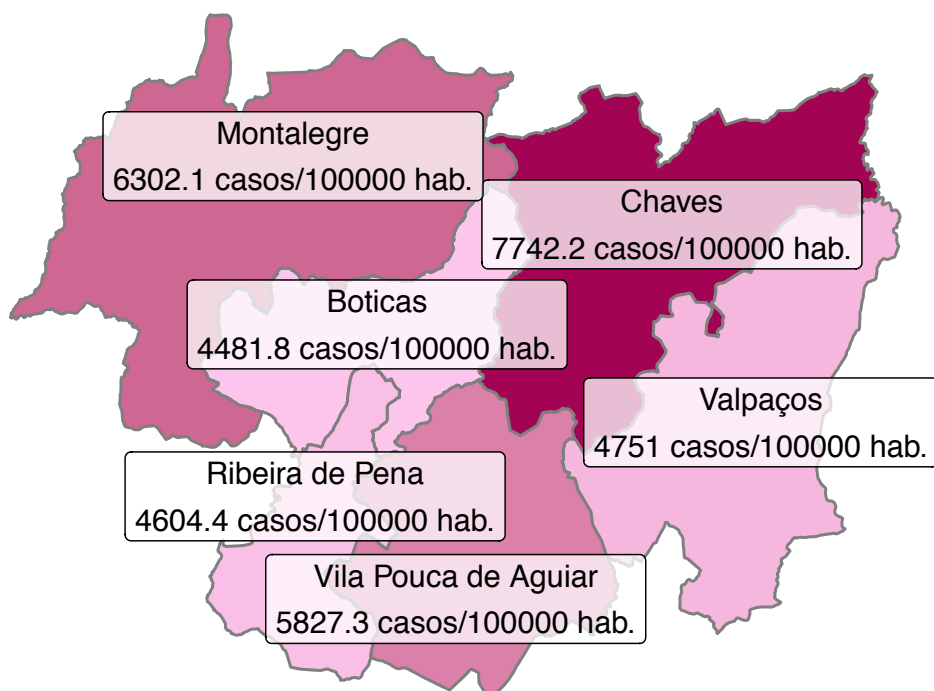 Montalegre
6302.1 casos/100000 hab.
Chaves
7742.2 casos/100000 hab.
Boticas
4481.8 casos/100000 hab.
Valpaços
4751 casos/100000 hab.
Ribeira de Pena
4604.4 casos/100000 hab.
Vila Pouca de Aguiar
5827.3 casos/100000 hab.